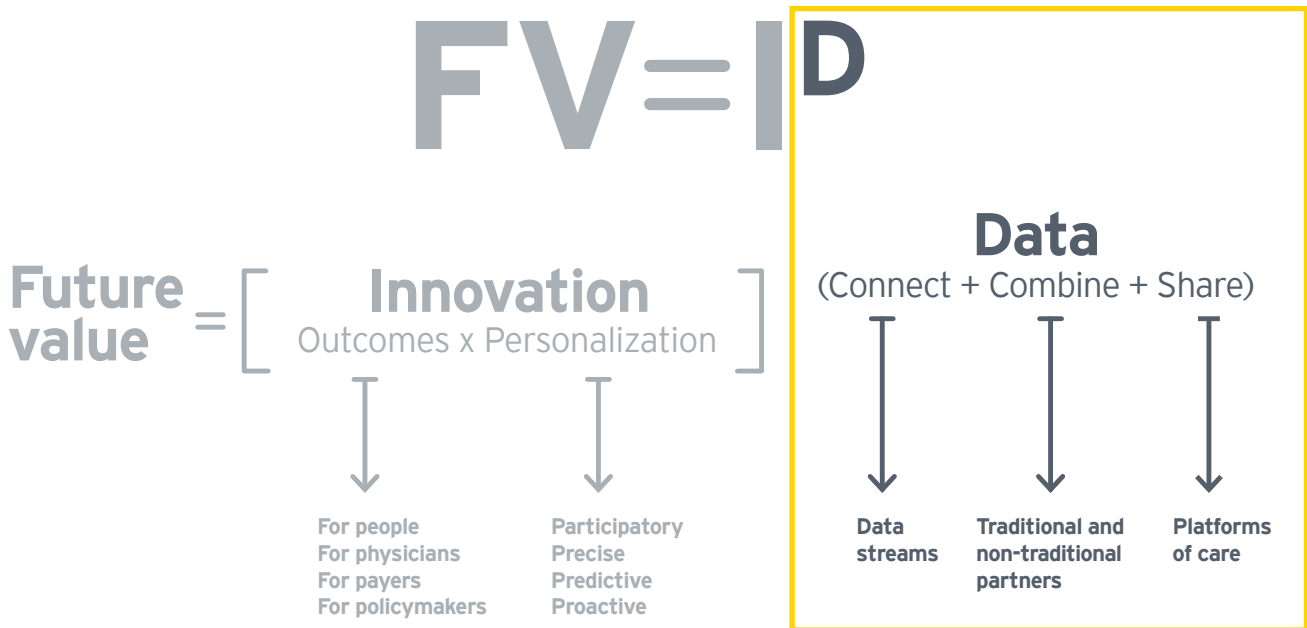 FV=I^D
Data
(Connect + Combine + Share)
Future
value
=
[
Innovation
Outcomes x Personalization
]
For people
For physicians
For payers
For policymakers
Participatory
Precise
Predictive
Proactive
Data
streams
Traditional and
non-traditional
partners
Platforms
of care